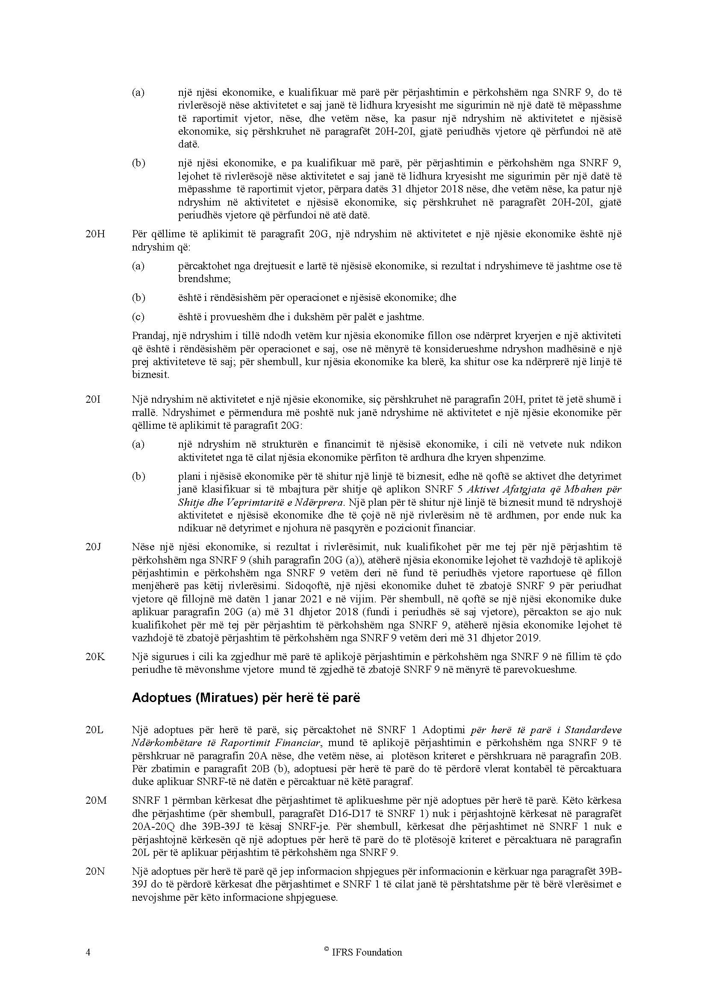 (a) një njësi ekonomike, e kualifikuar më parë për përjashtimin e përkohshëm nga SNRF 9, do të
rivlerësojë nëse aktivitetet e saj janë të lidhura kryesisht me sigurimin në një datë të mëpasshme
të raportimit vjetor, nëse, dhe vetëm nëse, ka pasur një ndryshim në aktivitetet e njësisë
ekonomike, siç përshkruhet në paragrafët 20H-20I, gjatë periudhës vjetore që përfundoi në atë
datë.
(b) një njësi ekonomike, e pa kualifikuar më parë, për përjashtimin e përkohshëm nga SNRF 9,
lejohet të rivlerësojë nëse aktivitetet e saj janë të lidhura kryesisht me sigurimin për një datë të
mëpasshme  të raportimit vjetor, përpara datës 31 dhjetor 2018 nëse, dhe vetëm nëse, ka patur një
ndryshim në aktivitetet e njësisë ekonomike, siç përshkruhet në paragrafët 20H-20I, gjatë
periudhës vjetore që përfundoi në atë datë.
20H Për qëllime të aplikimit të paragrafit 20G, një ndryshim në aktivitetet e një njësie ekonomike është një
ndryshim që:
(a) përcaktohet nga drejtuesit e lartë të njësisë ekonomike, si rezultat i ndryshimeve të jashtme ose të
brendshme;
(b) është i rëndësishëm për operacionet e njësisë ekonomike; dhe
(c) është i provueshëm dhe i dukshëm për palët e jashtme.
Prandaj, një ndryshim i tillë ndodh vetëm kur njësia ekonomike fillon ose ndërpret kryerjen e një aktiviteti
që është i rëndësishëm për operacionet e saj, ose në mënyrë të konsiderueshme ndryshon madhësinë e një
prej aktiviteteve të saj; për shembull, kur njësia ekonomike ka blerë, ka shitur ose ka ndërprerë një linjë të
biznesit.
20I Një ndryshim në aktivitetet e një njësie ekonomike, siç përshkruhet në paragrafin 20H, pritet të jetë shumë i
rrallë. Ndryshimet e përmendura më poshtë nuk janë ndryshime në aktivitetet e një njësie ekonomike për
qëllime të aplikimit të paragrafit 20G:
(a) një ndryshim në strukturën e financimit të njësisë ekonomike, i cili në vetvete nuk ndikon
aktivitetet nga të cilat njësia ekonomike përfiton të ardhura dhe kryen shpenzime.
(b) plani i njësisë ekonomike për të shitur një linjë të biznesit, edhe në qoftë se aktivet dhe detyrimet
janë klasifikuar si të mbajtura për shitje që aplikon SNRF 5 Aktivet Afatgjata që Mbahen për
Shitje dhe Veprimtaritë e Ndërprera. Një plan për të shitur një linjë të biznesit mund të ndryshojë
aktivitetet e njësisë ekonomike dhe të çojë në një rivlerësim në të ardhmen, por ende nuk ka
ndikuar në detyrimet e njohura në pasqyrën e pozicionit financiar.
20J Nëse një njësi ekonomike, si rezultat i rivlerësimit, nuk kualifikohet për me tej për një përjashtim të
përkohshëm nga SNRF 9 (shih paragrafin 20G (a)), atëherë njësia ekonomike lejohet të vazhdojë të aplikojë
përjashtimin e përkohshëm nga SNRF 9 vetëm deri në fund të periudhës vjetore raportuese që fillon
menjëherë pas këtij rivlerësimi. Sidoqoftë, një njësi ekonomike duhet të zbatojë SNRF 9 për periudhat
vjetore që fillojnë më datën 1 janar 2021 e në vijim. Për shembull, në qoftë se një njësi ekonomike duke
aplikuar paragrafin 20G (a) më 31 dhjetor 2018 (fundi i periudhës së saj vjetore), përcakton se ajo nuk
kualifikohet për më tej për përjashtim të përkohshëm nga SNRF 9, atëherë njësia ekonomike lejohet të
vazhdojë të zbatojë përjashtim të përkohshëm nga SNRF 9 vetëm deri më 31 dhjetor 2019.
20K Një sigurues i cili ka zgjedhur më parë të aplikojë përjashtimin e përkohshëm nga SNRF 9 në fillim të çdo
periudhe të mëvonshme vjetore  mund të zgjedhë të zbatojë SNRF 9 në mënyrë të parevokueshme.
Adoptues (Miratues) për herë të parë
20L Një adoptues për herë të parë, siç përcaktohet në SNRF 1 Adoptimi për herë të parë i Standardeve
Ndërkombëtare të Raportimit Financiar, mund të aplikojë përjashtimin e përkohshëm nga SNRF 9 të
përshkruar në paragrafin 20A nëse, dhe vetëm nëse, ai  plotëson kriteret e përshkruara në paragrafin 20B.
Për zbatimin e paragrafit 20B (b), adoptuesi për herë të parë do të përdorë vlerat kontabël të përcaktuara
duke aplikuar SNRF-të në datën e përcaktuar në këtë paragraf.
20M SNRF 1 përmban kërkesat dhe përjashtimet të aplikueshme për një adoptues për herë të parë. Këto kërkesa
dhe përjashtime (për shembull, paragrafët D16-D17 të SNRF 1) nuk i përjashtojnë kërkesat në paragrafët
20A-20Q dhe 39B-39J të kësaj SNRF-je. Për shembull, kërkesat dhe përjashtimet në SNRF 1 nuk e
përjashtojnë kërkesën që një adoptues për herë të parë do të plotësojë kriteret e përcaktuara në paragrafin
20L për të aplikuar përjashtim të përkohshëm nga SNRF 9.
20N Një adoptues për herë të parë që jep informacion shpjegues për informacionin e kërkuar nga paragrafët 39B-
39J do të përdorë kërkesat dhe përjashtimet e SNRF 1 të cilat janë të përshtatshme për të bërë vlerësimet e
nevojshme për këto informacione shpjeguese.
4 © IFRS Foundation